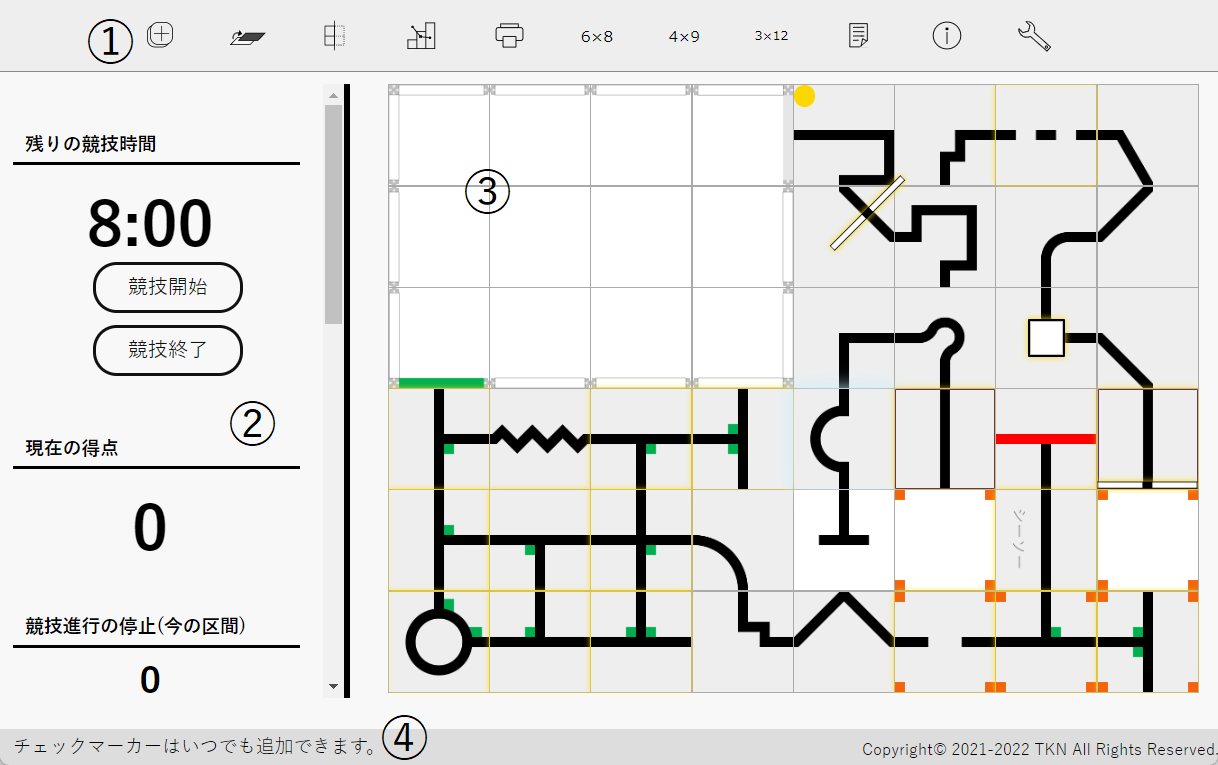 ①
6×8
4×9
3×12
残りの競技時間
8:00
競技開始
競技終了
③
②
現在の得点
0
競技進行の停止(今の区間)
0
シーソー
チェックマーカーはいつでも追加できます。
④
Copyright© 2021-2022 TKN All Rights Reserved.